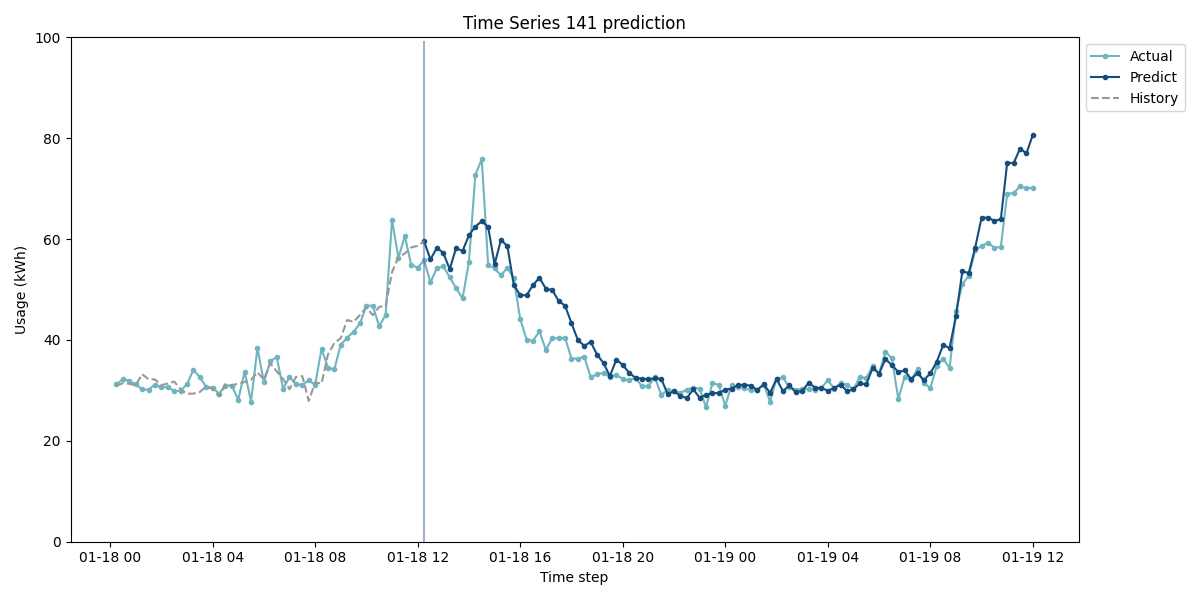 Time Series 141 prediction
Usage (kWh)
100
80
60
40
20
0
01-18 00
01-18 04
01-18 08
01-18 12
01-18 16
01-18 20
01-19 00
01-19 04
01-19 08
01-19 12
Time step
Actual
Predict
History